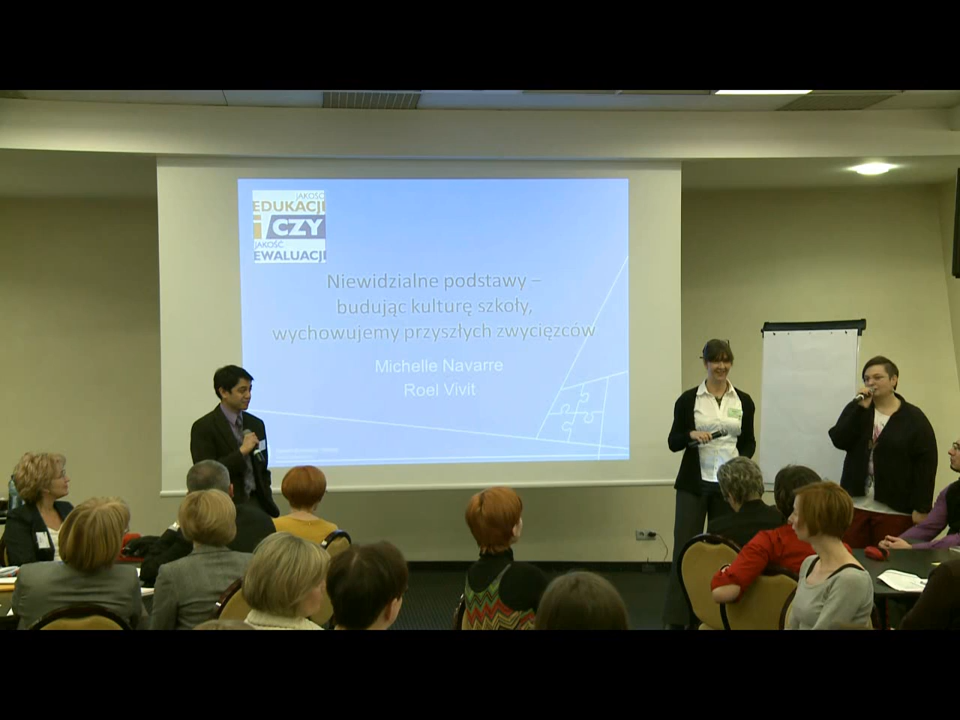 JAKOŚĆ
EDUKACJI
i/CZY
JAKOŚĆ
EWALUACJI
Niewidzialne podstawy –
budując kulturę szkoły,
wychowujemy przyszłych zwycięzców
Michelle Navarre
Roel Vivit